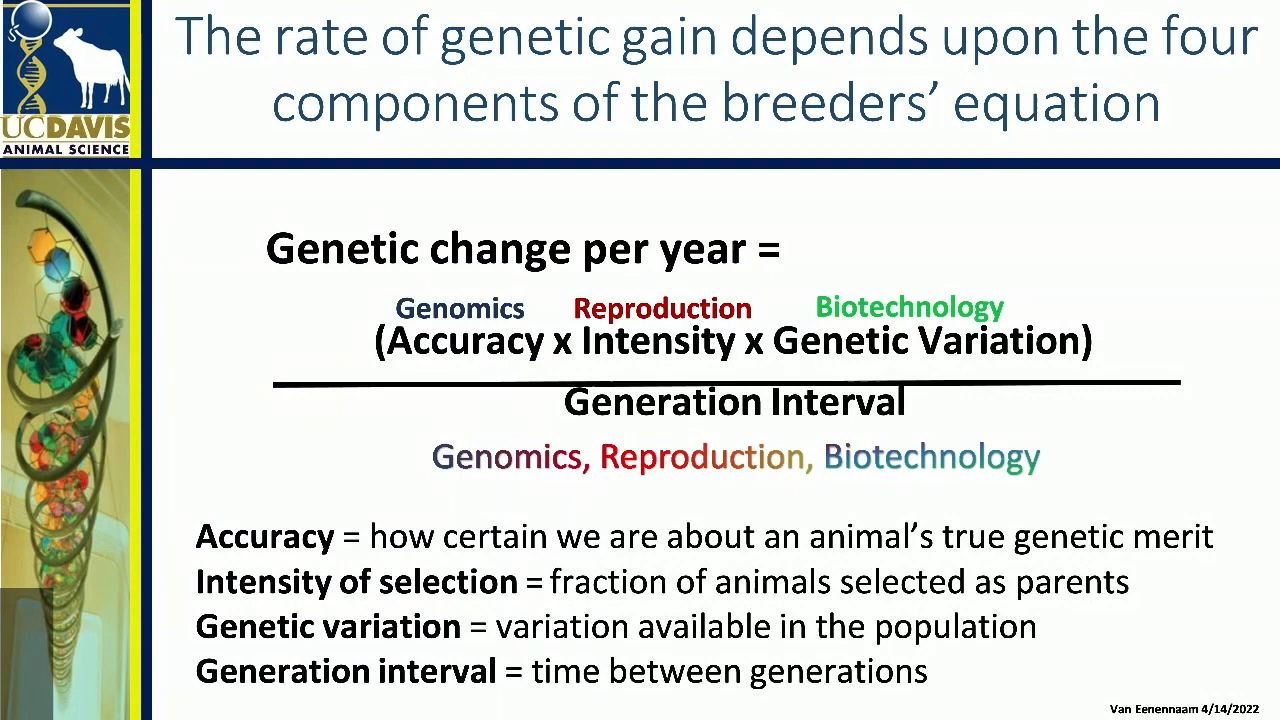 The rate of genetic gain depends upon the four
components of the breeders’ equation
UCDAVIS
ANIMAL SCIENCE
Genetic change per year =
Genomics Reproduction Biotechnology
(Accuracy x Intensity x Genetic Variation)
Generation Interval
Genomics, Reproduction, Biotechnology
Accuracy = how certain we are about an animal’s true genetic merit
Intensity of selection = fraction of animals selected as parents
Genetic variation = variation available in the population
Generation interval = time between generations
Van Eenennaam 4/14/2022